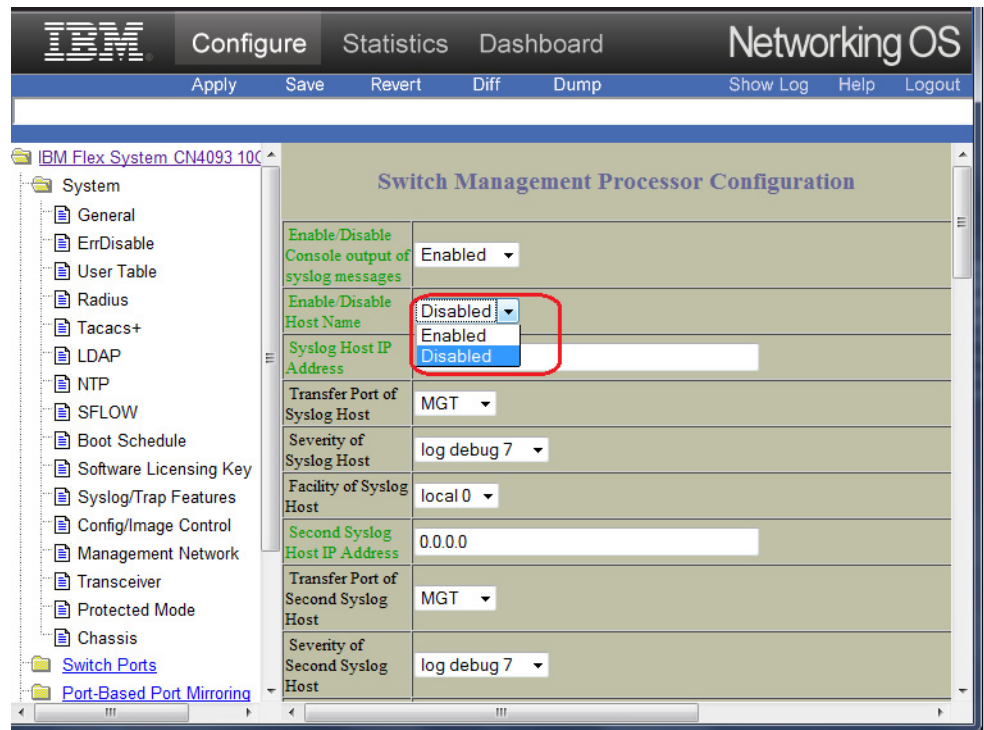 IBM. Configure Statistics Dashboard Networking OS
Apply Save Revert Diff Dump Show Log Help Logout
IBM Flex System CN4093 10G
System
General
ErrDisable
User Table
Radius
Tacacs+
LDAP
NTP
SFLOW
Boot Schedule
Software Licensing Key
Syslog/Trap Features
Config/Image Control
Management Network
Transceiver
Protected Mode
Chassis
Switch Ports
Port-Based Port Mirroring
Switch Management Processor Configuration
Enable/Disable
Console output of
syslog messages
Enabled
Enable/Disable
Host Name
Disabled
Enabled
Disabled
Syslog Host IP
Address
Transfer Port of
Syslog Host
MGT
Severity of
Syslog Host
log debug 7
Facility of Syslog
Host
local 0
Second Syslog
Host IP Address
0.0.0.0
Transfer Port of
Second Syslog
Host
MGT
Severity of
Second Syslog
Host
log debug 7